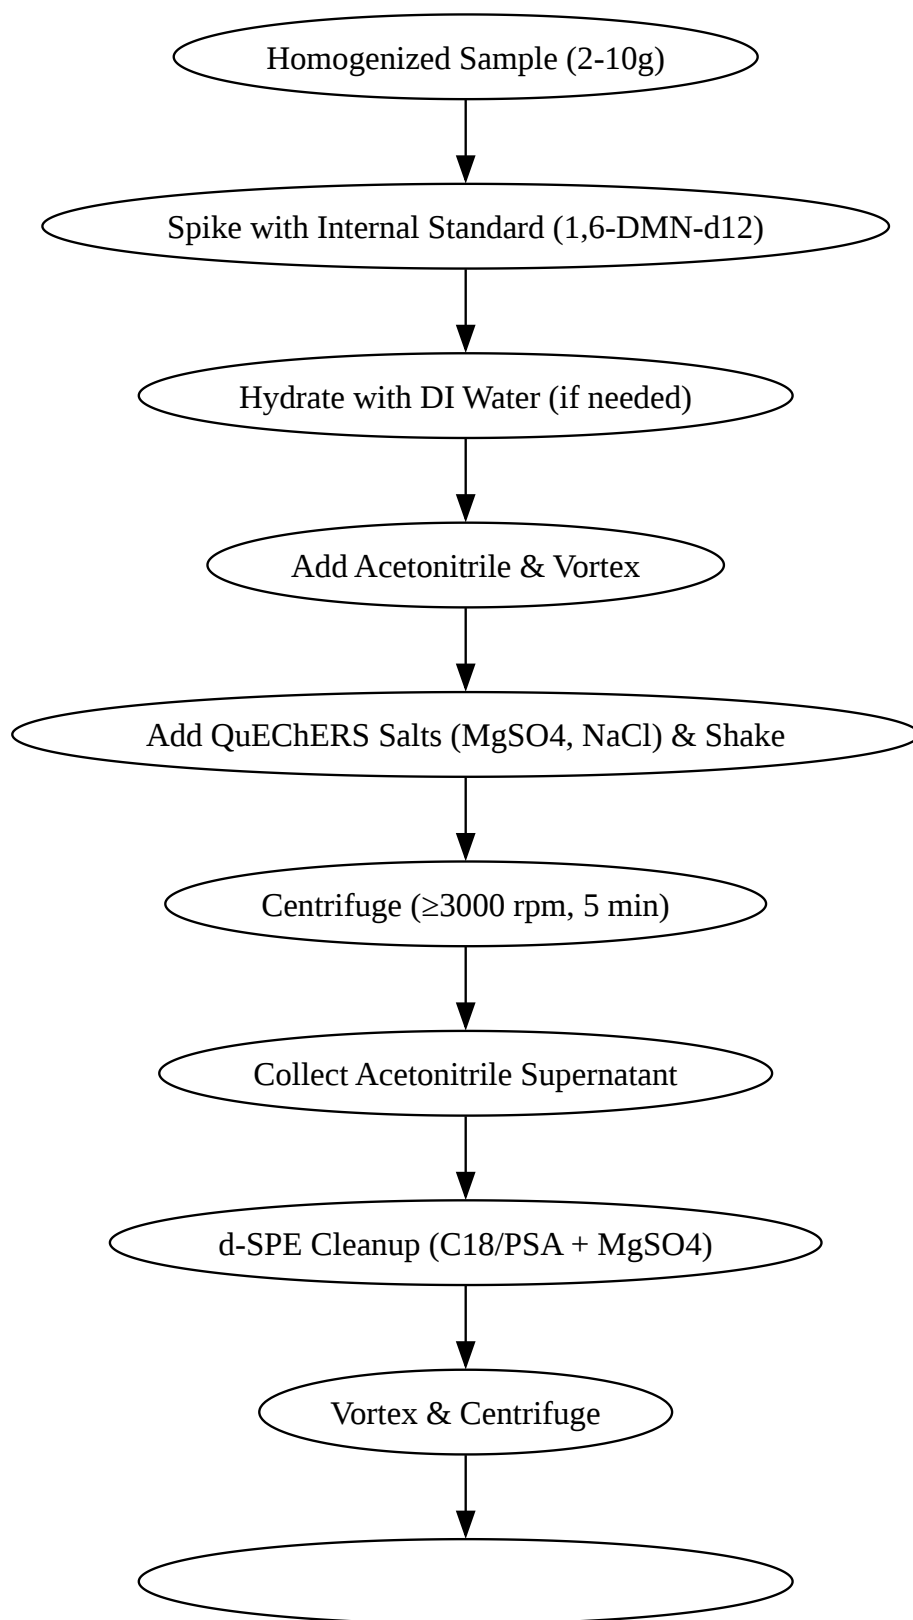 Homogenized Sample (2-10g)
Spike with Internal Standard (1,6-DMN-d12)
Hydrate with DI Water (if needed)
Add Acetonitrile & Vortex
Add QuEChERS Salts (MgSO4, NaCl) & Shake
Centrifuge (≥3000 rpm, 5 min)
Collect Acetonitrile Supernatant
d-SPE Cleanup (C18/PSA + MgSO4)
Vortex & Centrifuge